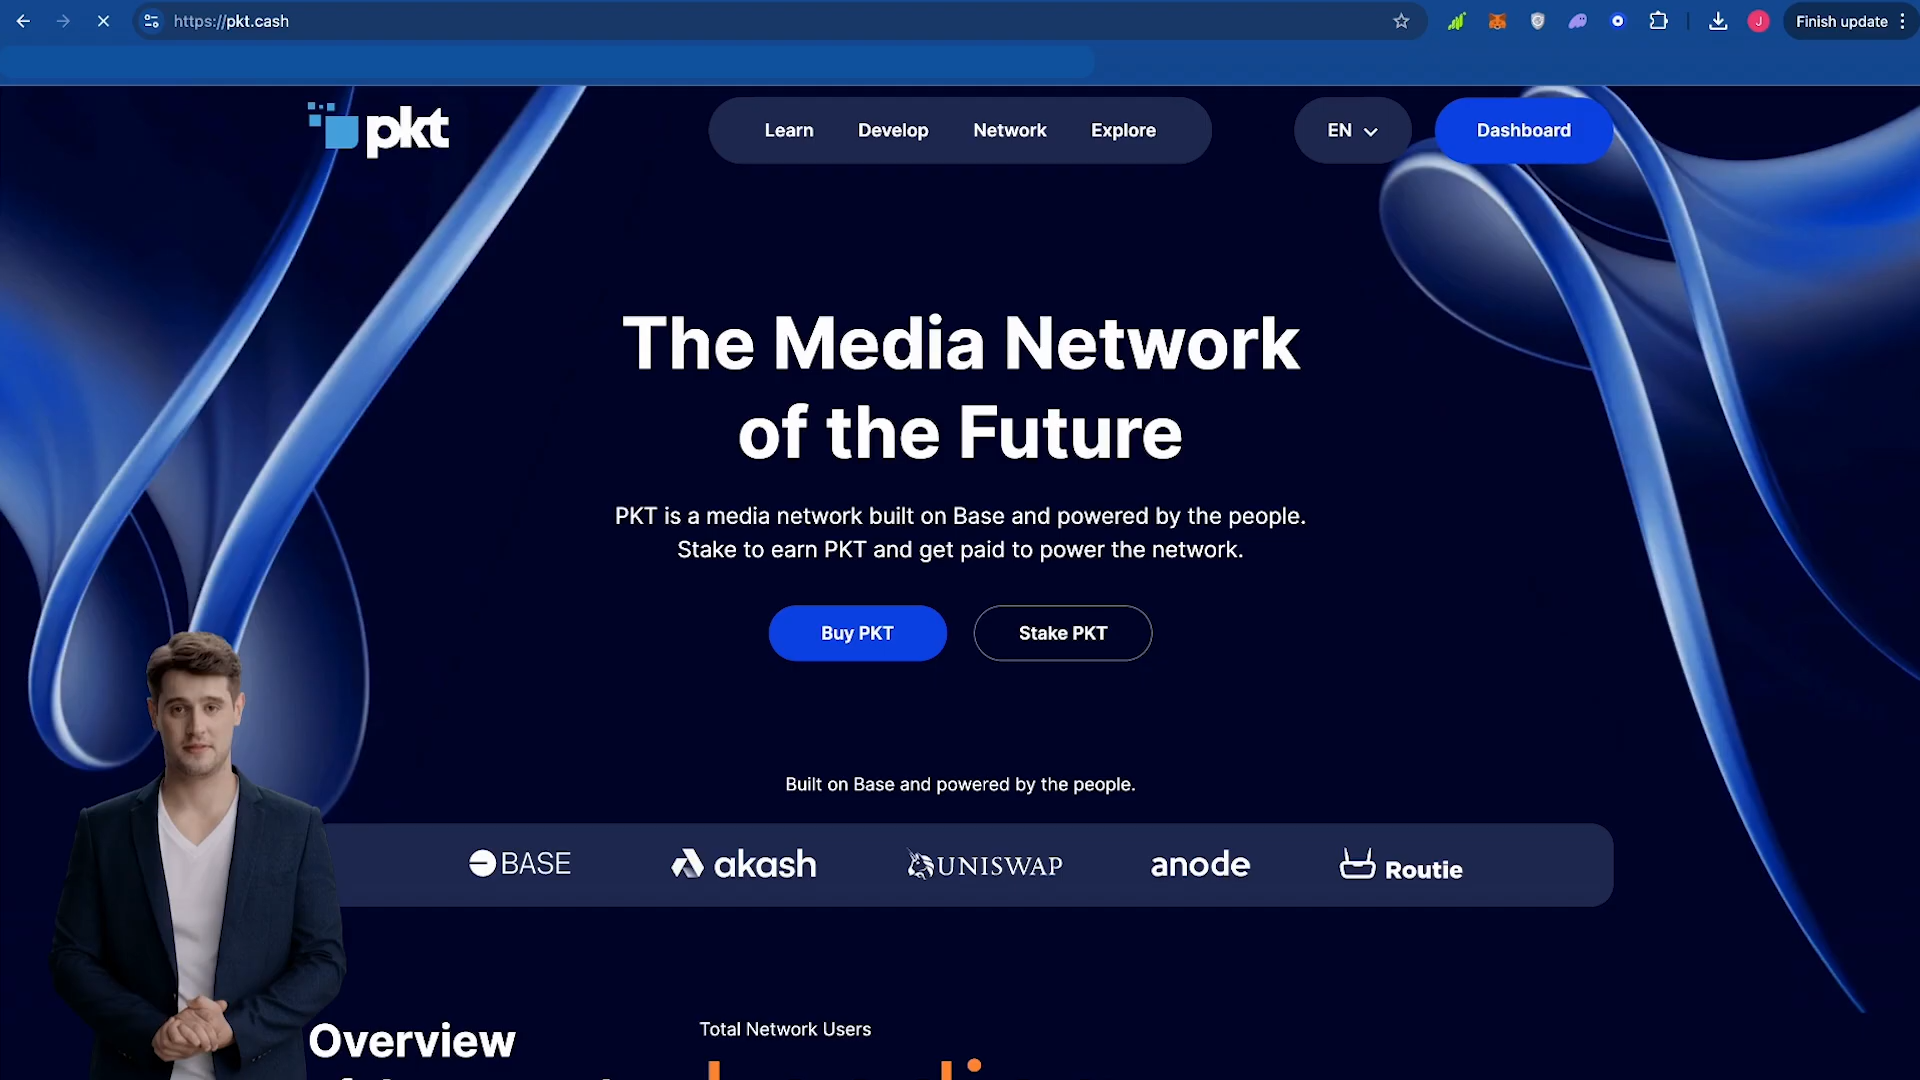 https://pkt.cash
J
Finish update
pkt
Learn
Develop
Network
Explore
EN
Dashboard
The Media Network
of the Future
PKT is a media network built on Base and powered by the people.
Stake to earn PKT and get paid to power the network.
Buy PKT
Stake PKT
Built on Base and powered by the people.
BASE
akash
UNISWAP
anode
Routie
Overview
Total Network Users